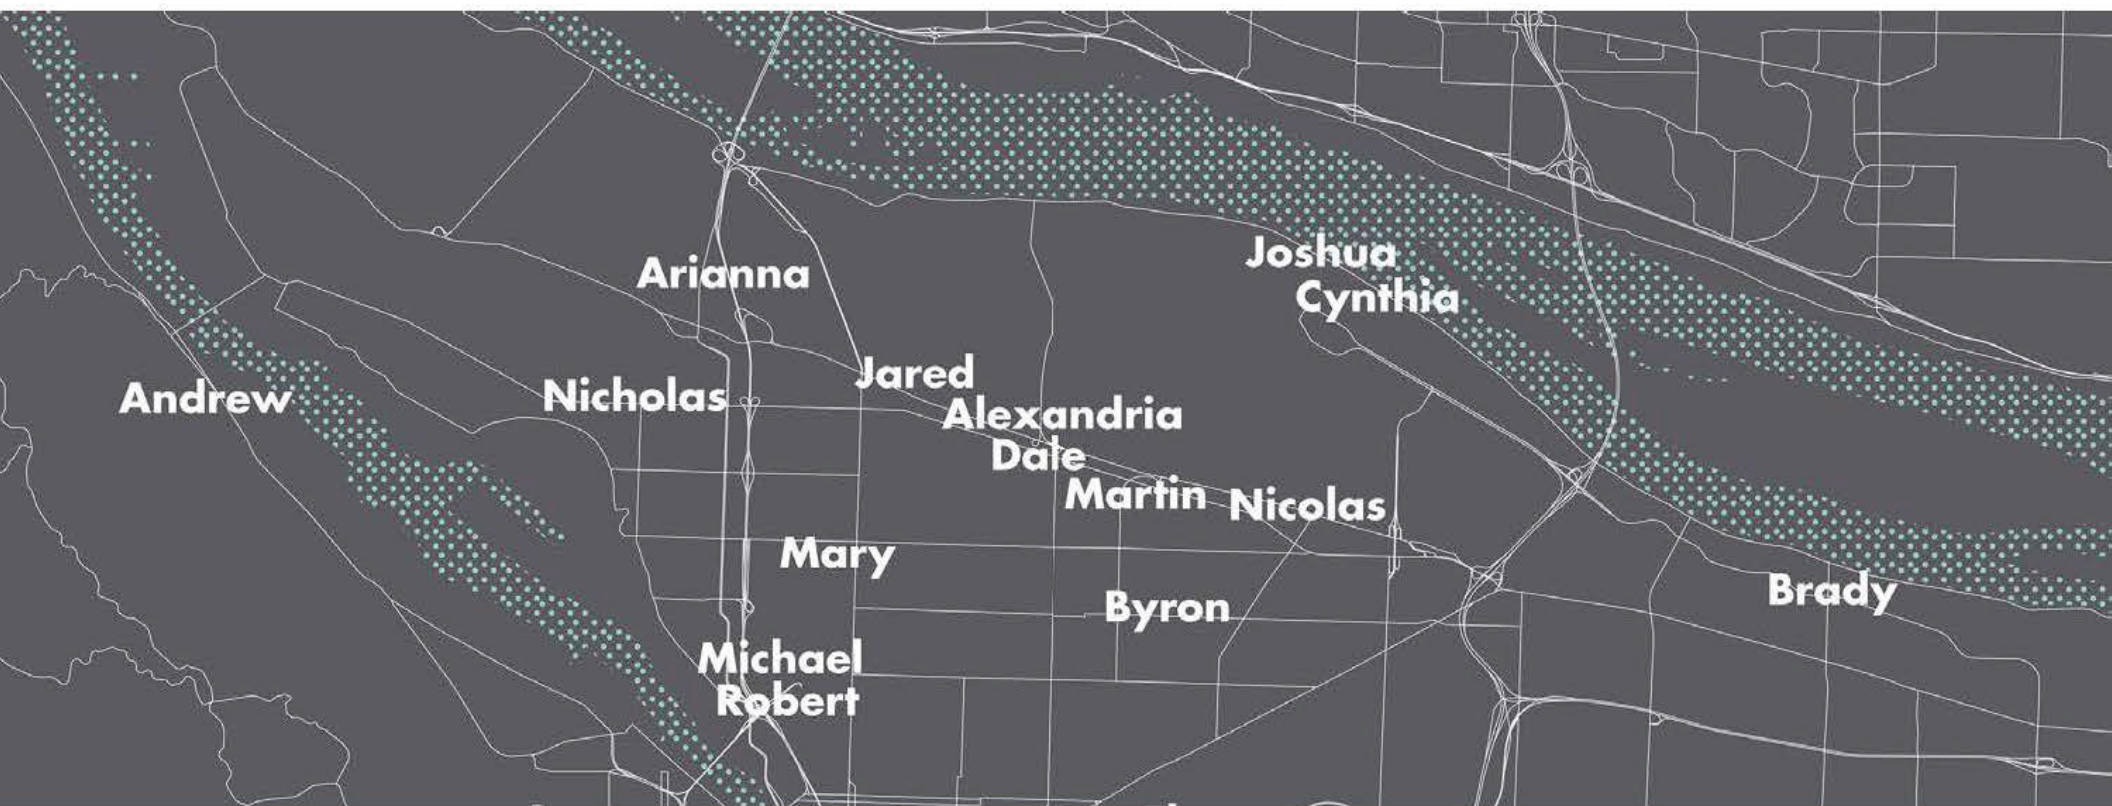 Joshua
Arianna
Cynthia
Jared
Andrew
Nicholas
Alexandria
Dale
Martin
Nicolas
Mary
Brady
Byron
Michael
Robert